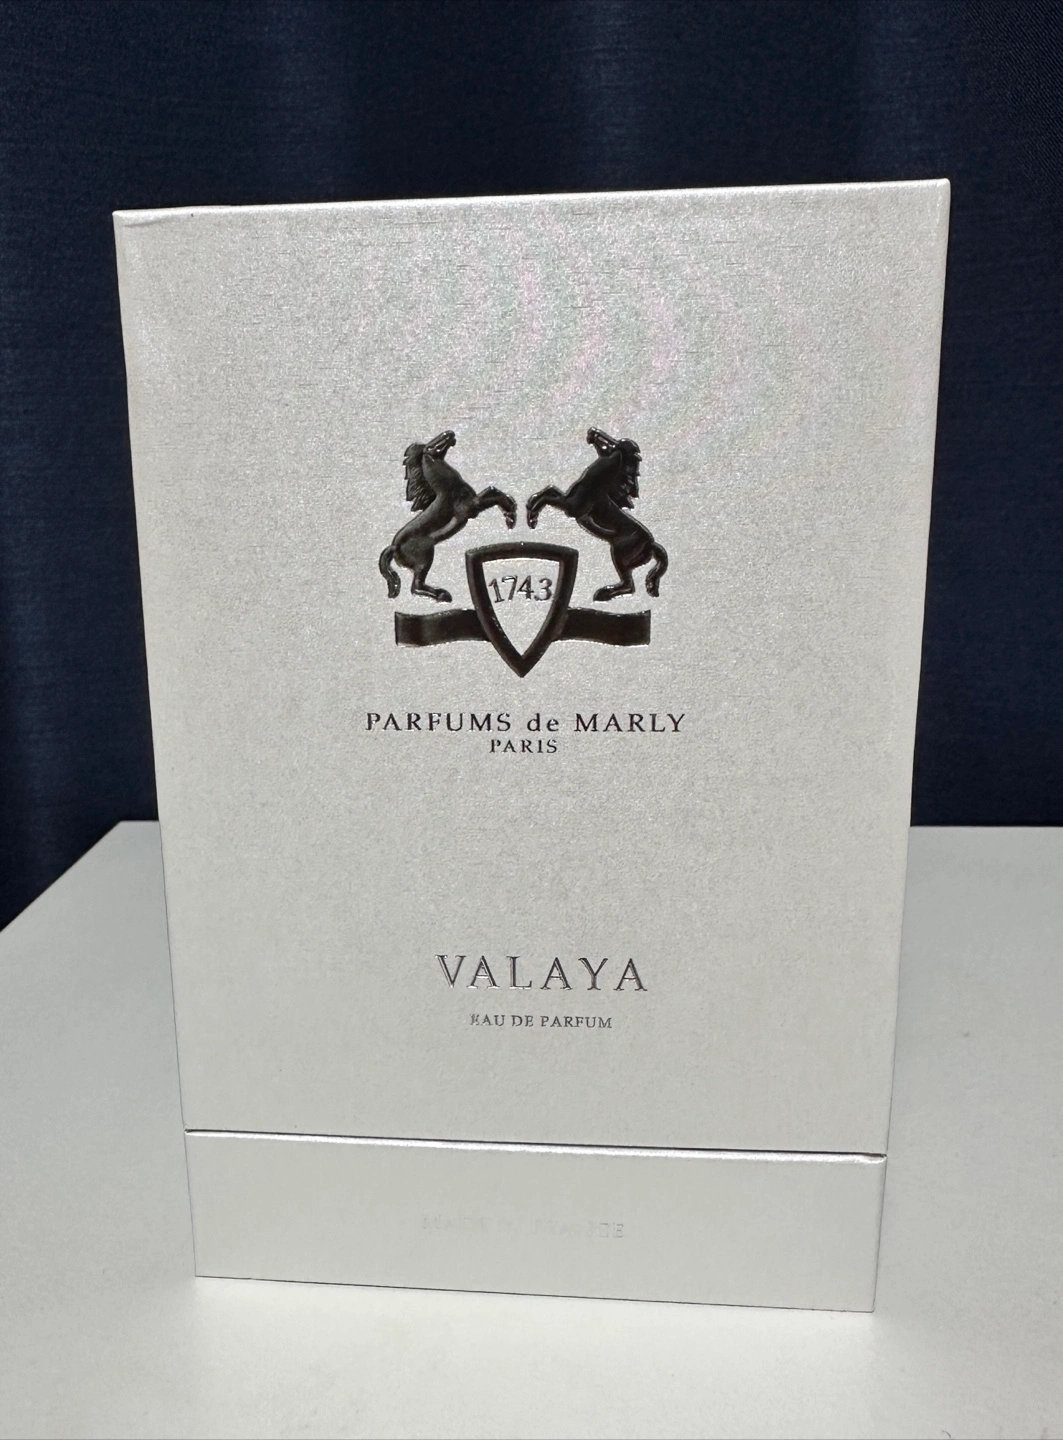 1743
PARFUMS de MARLY
PARIS
VALAYA
EAU DE PARFUM